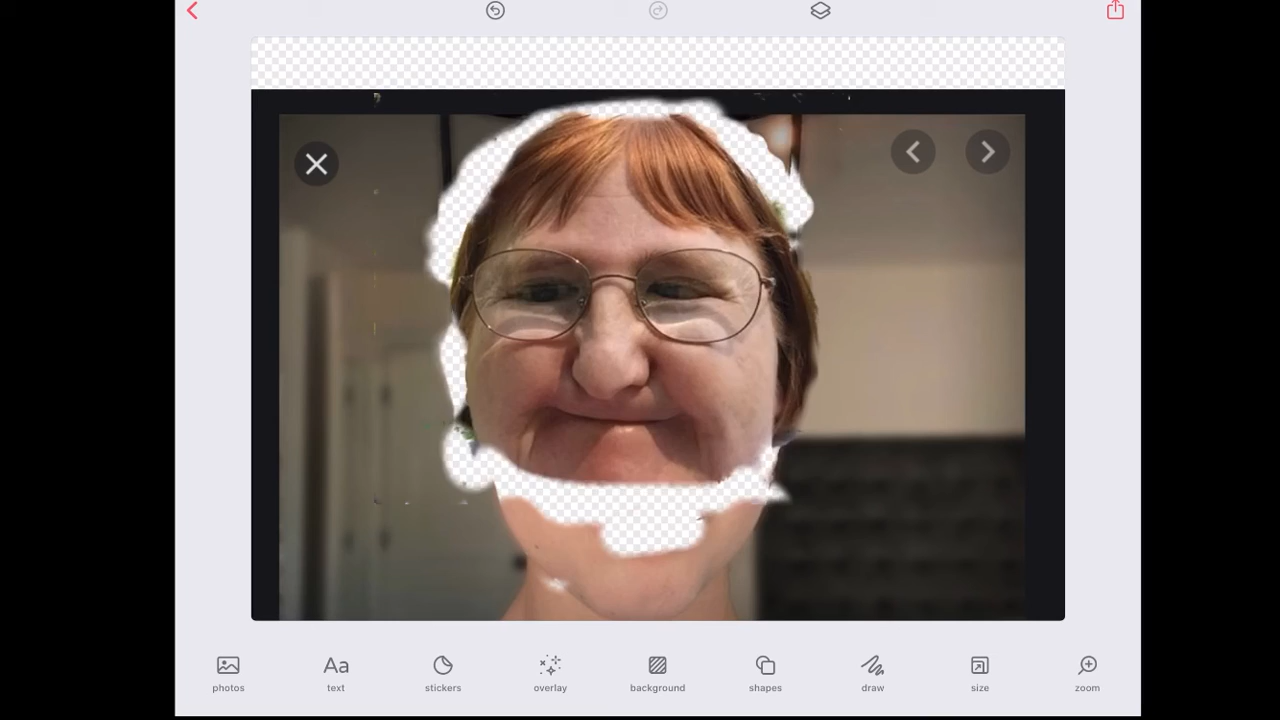 Aa
photos
text
stickers
overlay
background
shapes
draw
size
zoom